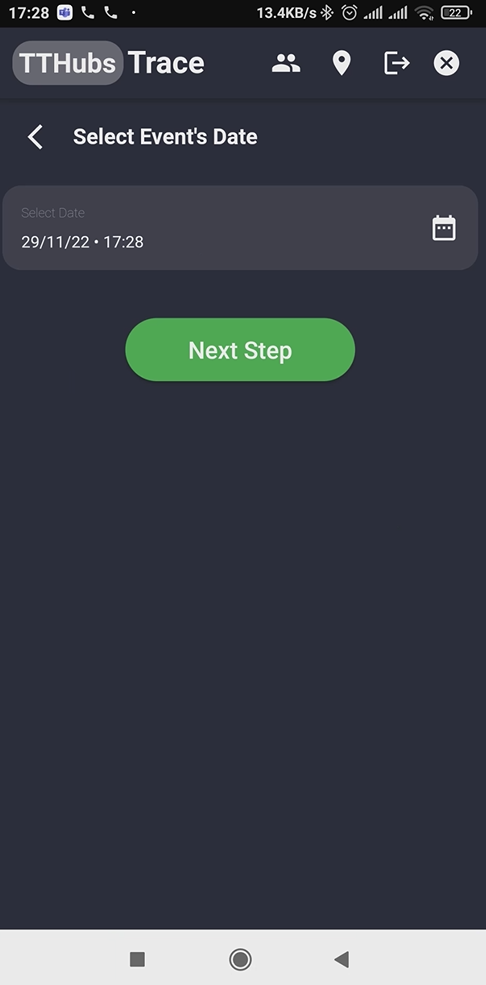 17:28 • 13.4KB/s 22
TTHubs Trace
Select Event's Date
Select Date
29/11/22 • 17:28
Next Step